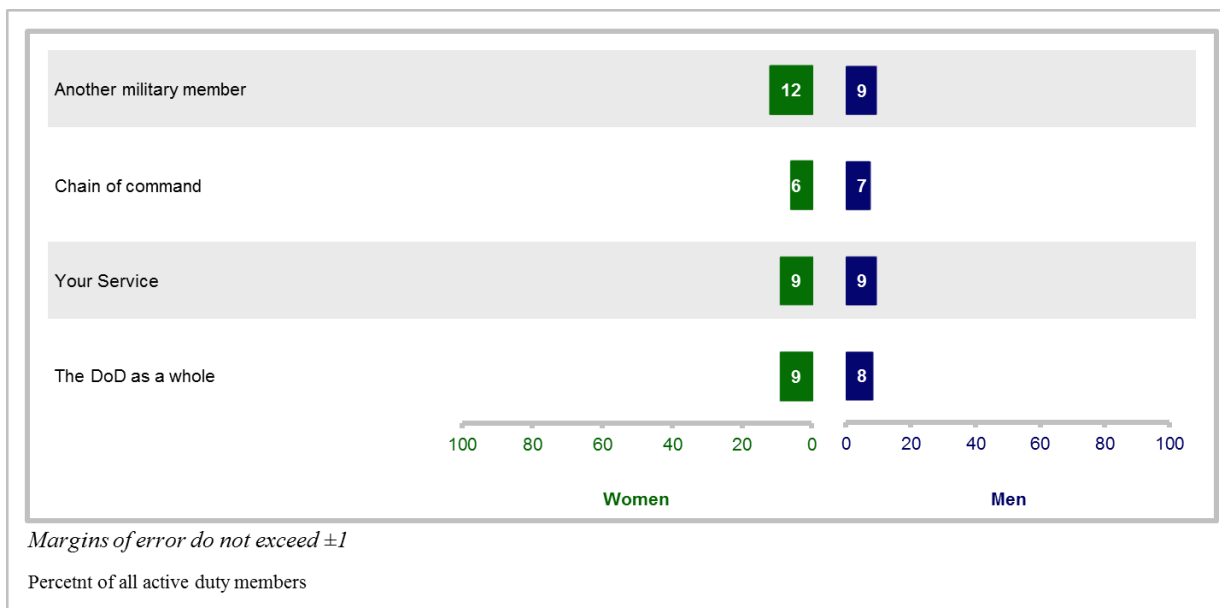 Another military member 12 9
Chain of command 6 7
Your Service 9 9
The DoD as a whole 9 8
100 80 60 40 20 0 0 20 40 60 80 100
Women Men
Margins of error do not exceed ±1
Percetnt of all active duty members